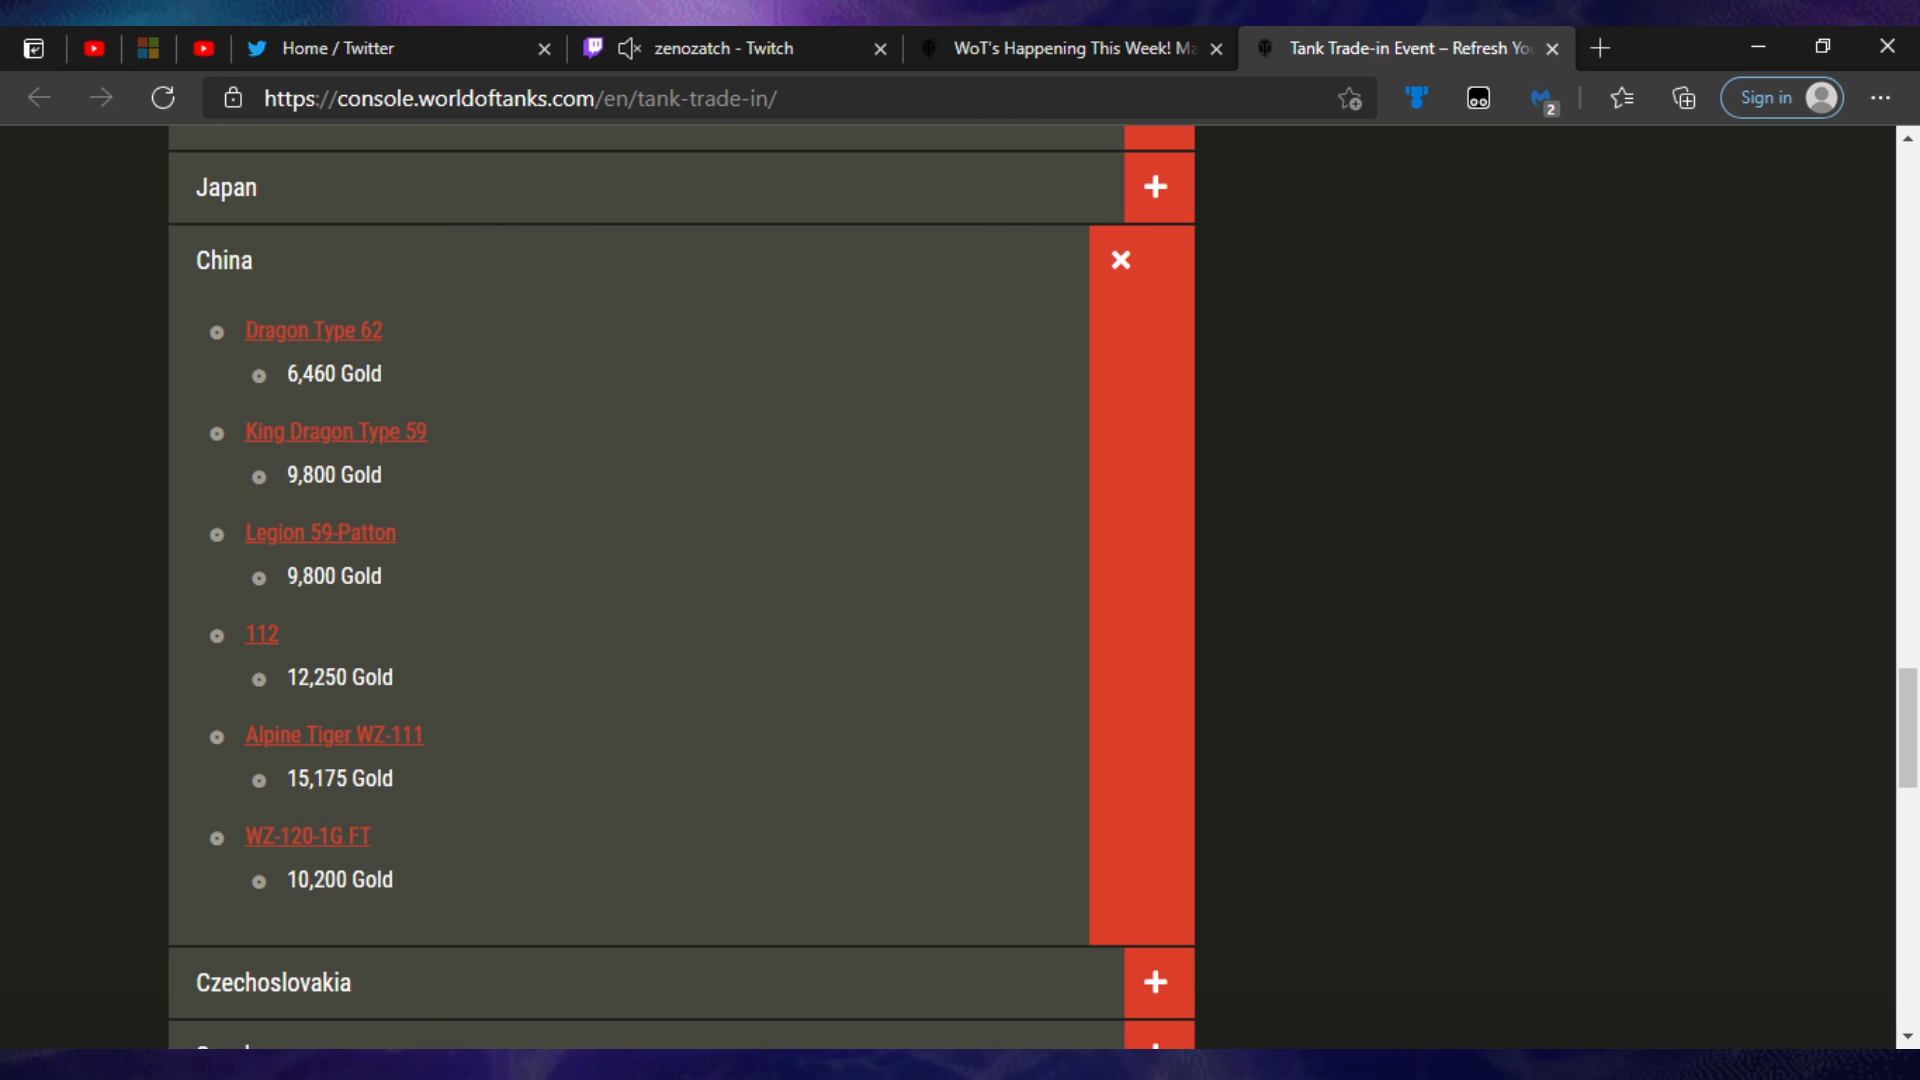 Home / Twitter
zenozatch - Twitch
WoT's Happening This Week! Ma
Tank Trade-in Event – Refresh Yo
https://console.worldoftanks.com/en/tank-trade-in/
2
Sign in
Japan
China
Dragon Type 62
6,460 Gold
King Dragon Type 59
9,800 Gold
Legion 59-Patton
9,800 Gold
112
12,250 Gold
Alpine Tiger WZ-111
15,175 Gold
WZ-120-1G FT
10,200 Gold
Czechoslovakia